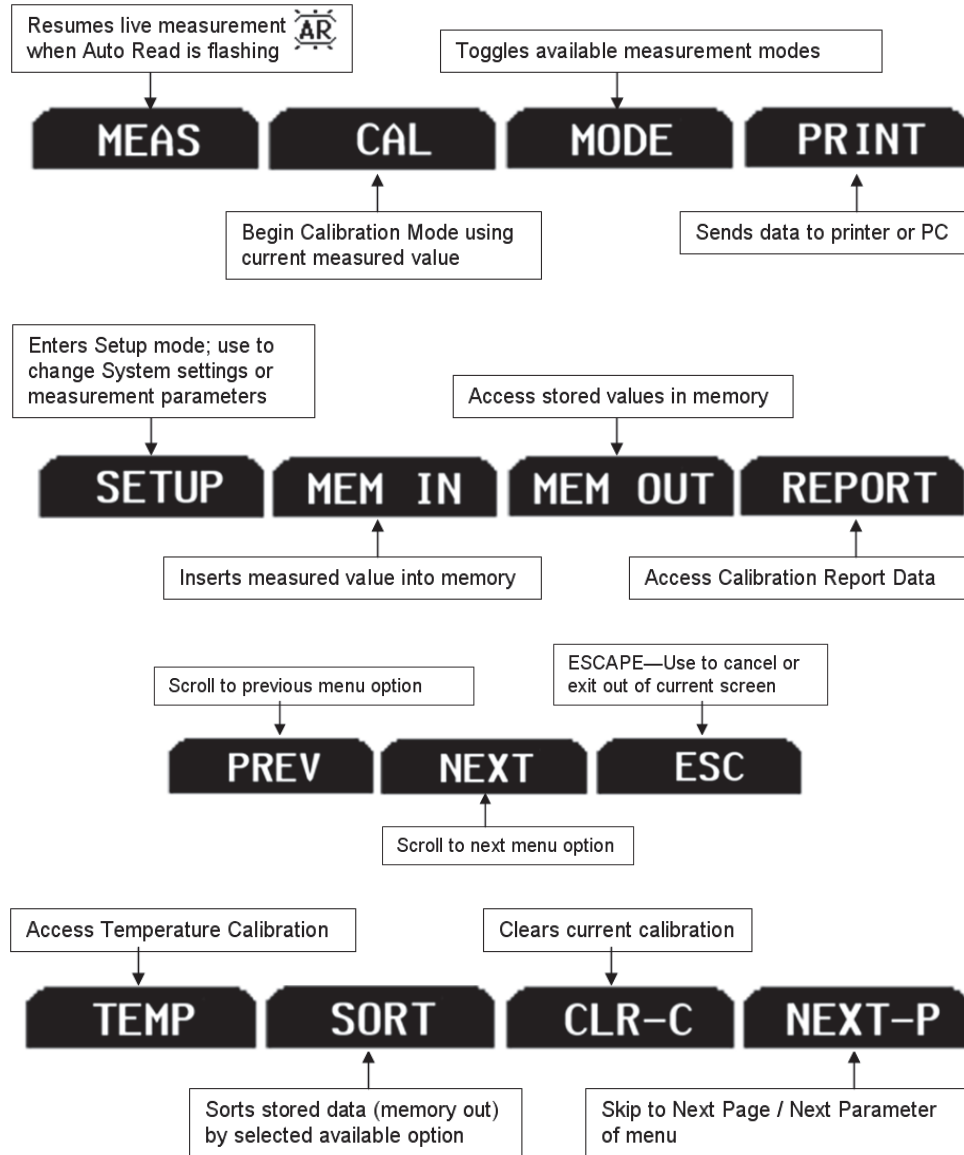 Resumes live measurement
when Auto Read is flashing
AR
Toggles available measurement modes
MEAS
CAL
MODE
PRINT
Begin Calibration Mode using
current measured value
Sends data to printer or PC
Enters Setup mode; use to
change System settings or
measurement parameters
Access stored values in memory
SETUP
MEM IN
MEM OUT
REPORT
Inserts measured value into memory
Access Calibration Report Data
Scroll to previous menu option
ESCAPE—Use to cancel or
exit out of current screen
PREV
NEXT
ESC
Scroll to next menu option
Access Temperature Calibration
Clears current calibration
TEMP
SORT
CLR-C
NEXT-P
Sorts stored data (memory out)
by selected available option
Skip to Next Page / Next Parameter
of menu